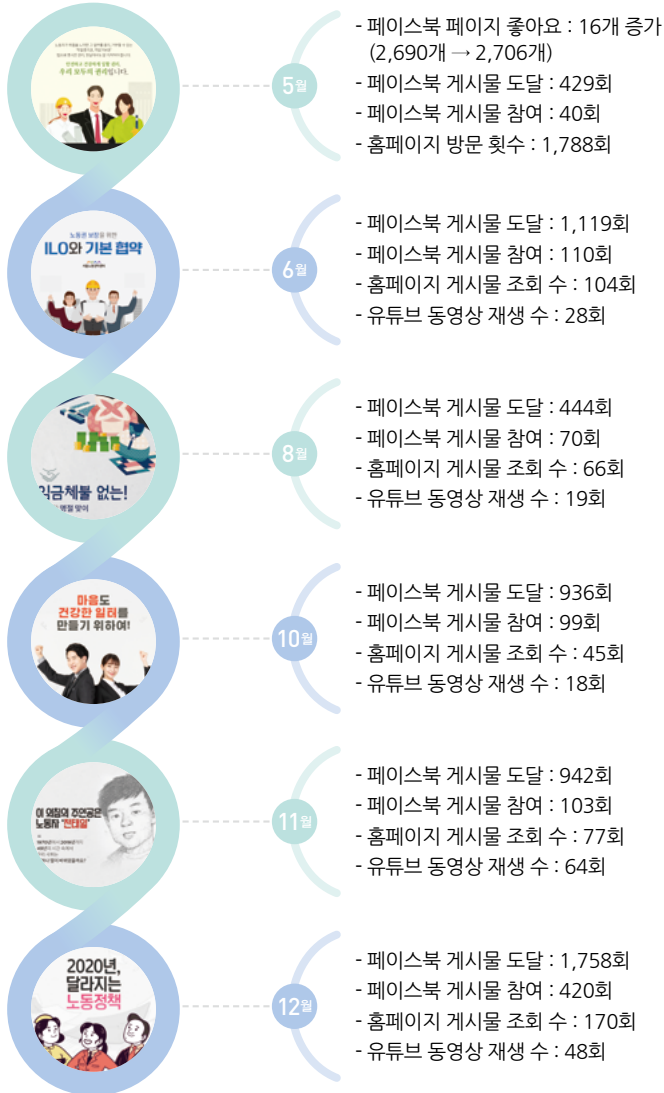 안전하고 건강하게 일할 권리,
우리 모두의 권리입니다.
5월
- 페이스북 페이지 좋아요 : 16개 증가
(2,690개 → 2,706개)
- 페이스북 게시물 도달 : 429회
- 페이스북 게시물 참여 : 40회
- 홈페이지 방문 횟수 : 1,788회
노동권 보장을 위한
ILO와 기본 협약
6월
- 페이스북 게시물 도달 : 1,119회
- 페이스북 게시물 참여 : 110회
- 홈페이지 게시물 조회 수 : 104회
- 유튜브 동영상 재생 수 : 28회
임금체불 없는!
명절 맞이
8월
- 페이스북 게시물 도달 : 444회
- 페이스북 게시물 참여 : 70회
- 홈페이지 게시물 조회 수 : 66회
- 유튜브 동영상 재생 수 : 19회
마음도
건강한 일터를
만들기 위하여!
10월
- 페이스북 게시물 도달 : 936회
- 페이스북 게시물 참여 : 99회
- 홈페이지 게시물 조회 수 : 45회
- 유튜브 동영상 재생 수 : 18회
이 외침의 주인공은
노동자 '전태일'
11월
- 페이스북 게시물 도달 : 942회
- 페이스북 게시물 참여 : 103회
- 홈페이지 게시물 조회 수 : 77회
- 유튜브 동영상 재생 수 : 64회
2020년,
달라지는
노동정책
12월
- 페이스북 게시물 도달 : 1,758회
- 페이스북 게시물 참여 : 420회
- 홈페이지 게시물 조회 수 : 170회
- 유튜브 동영상 재생 수 : 48회